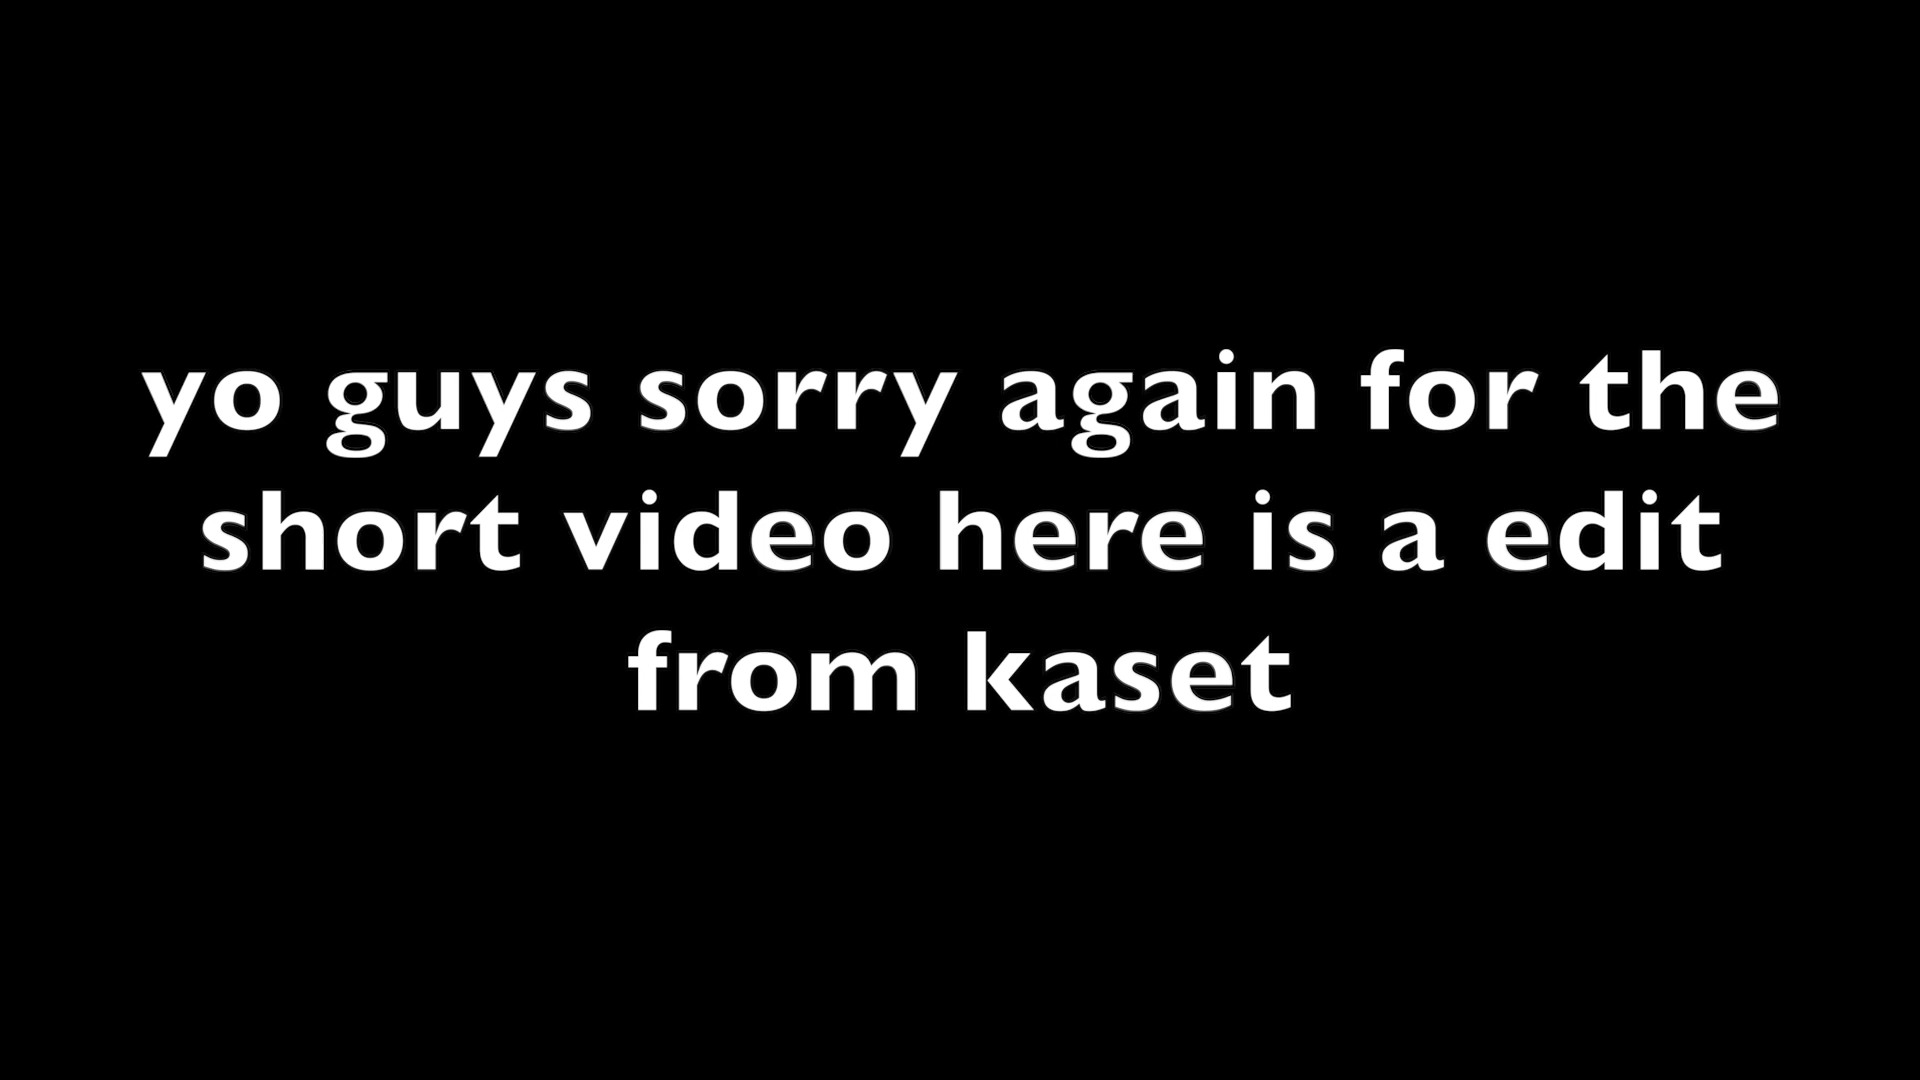 yo guys sorry again for the
short video here is a edit
from kaset